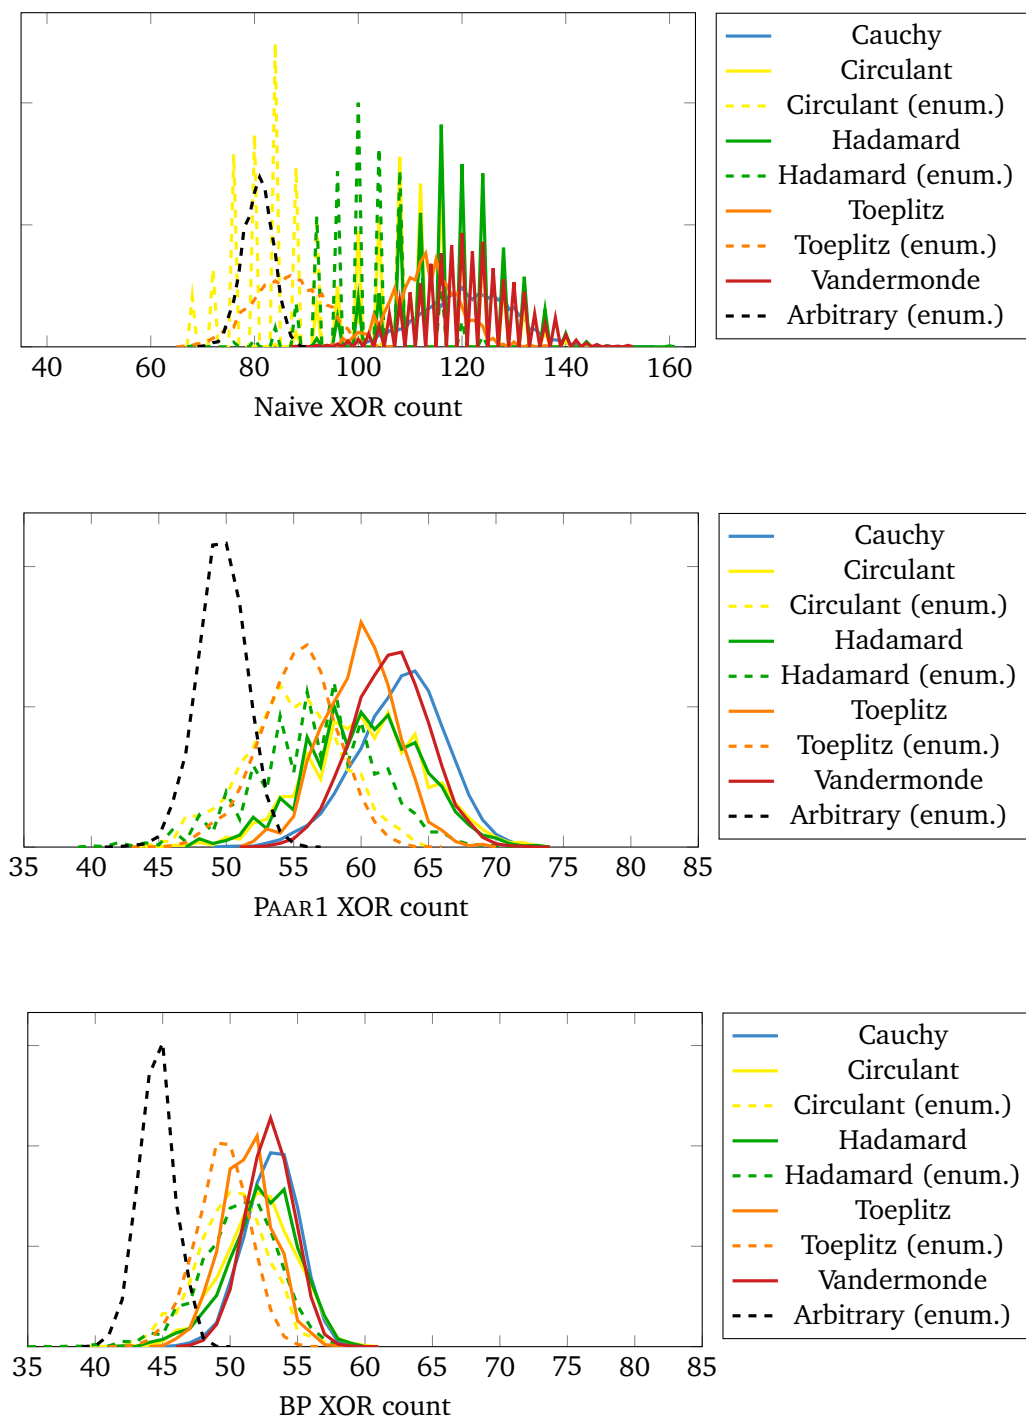 Cauchy
Circulant
Circulant (enum.)
Hadamard
Hadamard (enum.)
Toeplitz
Toeplitz (enum.)
Vandermonde
Arbitrary (enum.)
40 60 80 100 120 140 160
Naive XOR count
Cauchy
Circulant
Circulant (enum.)
Hadamard
Hadamard (enum.)
Toeplitz
Toeplitz (enum.)
Vandermonde
Arbitrary (enum.)
35 40 45 50 55 60 65 70 75 80 85
PAAR1 XOR count
Cauchy
Circulant
Circulant (enum.)
Hadamard
Hadamard (enum.)
Toeplitz
Toeplitz (enum.)
Vandermonde
Arbitrary (enum.)
35 40 45 50 55 60 65 70 75 80 85
BP XOR count